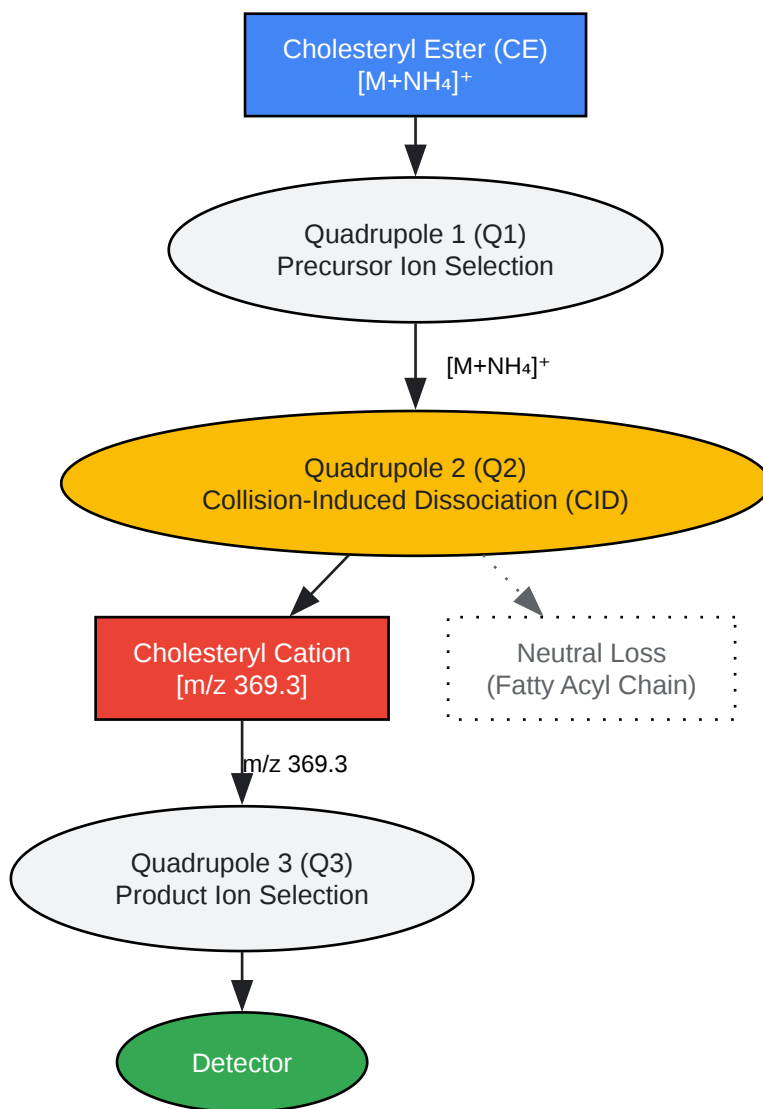 Cholesteryl Ester (CE)
[M+NH₄]⁺
Quadrupole 1 (Q1)
Precursor Ion Selection
[M+NH₄]⁺
Quadrupole 2 (Q2)
Collision-Induced Dissociation (CID)
Cholesteryl Cation
[m/z 369.3]
Neutral Loss
(Fatty Acyl Chain)
m/z 369.3
Quadrupole 3 (Q3)
Product Ion Selection
Detector